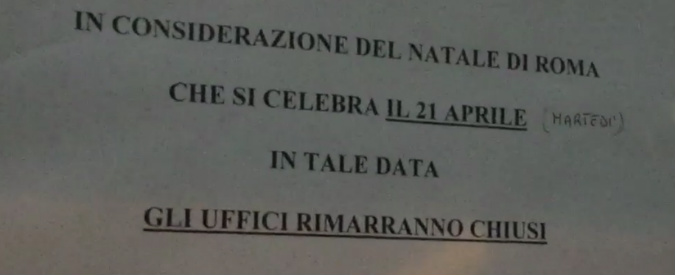 IN CONSIDERAZIONE DEL NATALE DI ROMA
CHE SI CELEBRA IL 21 APRILE (MARTEDI')
IN TALE DATA
GLI UFFICI RIMARRANNO CHIUSI